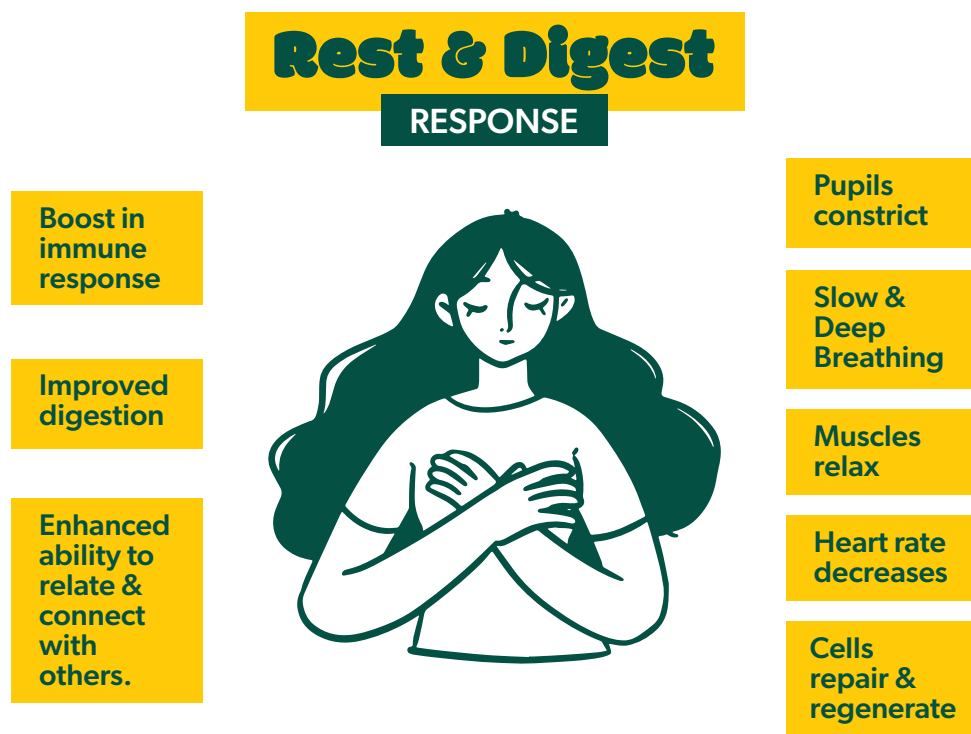 Rest & Digest
RESPONSE
Boost in
immune
response
Improved
digestion
Enhanced
ability to
relate &
connect
with
others.
Pupils
constrict
Slow &
Deep
Breathing
Muscles
relax
Heart rate
decreases
Cells
repair &
regenerate